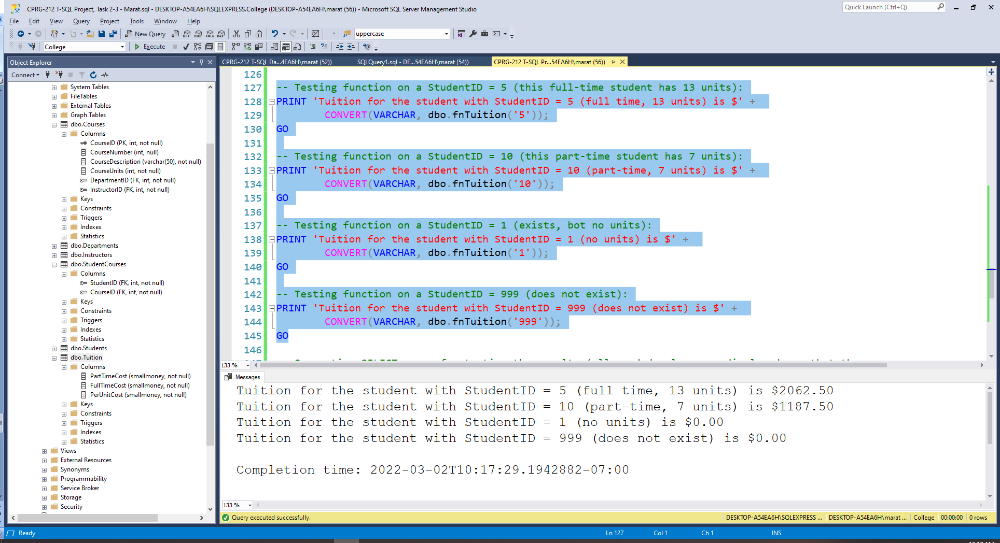 CPRG-212 T-SQL Project, Task 2-3 - Marat.sql - DESKTOP-A54EA6H\SQLEXPRESS.College (DESKTOP-A54EA6H\marat (56)) - Microsoft SQL Server Management Studio
Quick Launch (Ctrl+Q)
File Edit View Query Project Tools Window Help
New Query
MDX DMX XMLA DAX
uppercase
College
Execute
Object Explorer
CPRG-212 T-SQL Da...4EA6H\marat (52))
SQLQuery1.sql - DE...54EA6H\marat (54))
CPRG-212 T-SQL Pr...54EA6H\marat (56))
Connect
System Tables
FileTables
External Tables
Graph Tables
dbo.Courses
Columns
CourseID (PK, int, not null)
CourseNumber (int, null)
CourseDescription (varchar(50), not null)
CourseUnits (int, not null)
DepartmentID (FK, int, not null)
InstructorID (FK, int, not null)
Keys
Constraints
Triggers
Indexes
Statistics
dbo.Departments
dbo.Instructors
dbo.StudentCourses
Columns
StudentID (FK, int, not null)
CourseID (FK, int, not null)
Keys
Constraints
Triggers
Indexes
Statistics
dbo.Students
dbo.Tuition
Columns
PartTimeCost (smallmoney, not null)
FullTimeCost (smallmoney, not null)
PerUnitCost (smallmoney, not null)
Keys
Constraints
Triggers
Indexes
Statistics
Views
External Resources
Synonyms
Programmability
Service Broker
Storage
Security
126
127 -- Testing function on a StudentID = 5 (this full-time student has 13 units):
128 PRINT 'Tuition for the student with StudentID = 5 (full time, 13 units) is $' +
129 CONVERT(VARCHAR, dbo.fnTuition('5'));
130 GO
131
132 -- Testing function on a StudentID = 10 (this part-time student has 7 units):
133 PRINT 'Tuition for the student with StudentID = 10 (part-time, 7 units) is $' +
134 CONVERT(VARCHAR, dbo.fnTuition('10'));
135 GO
136
137 -- Testing function on a StudentID = 1 (exists, bot no units):
138 PRINT 'Tuition for the student with StudentID = 1 (no units) is $' +
139 CONVERT(VARCHAR, dbo.fnTuition('1'));
140 GO
141
142 -- Testing function on a StudentID = 999 (does not exist):
143 PRINT 'Tuition for the student with StudentID = 999 (does not exist) is $' +
144 CONVERT(VARCHAR, dbo.fnTuition('999'));
145 GO
146
133 %
Messages
Tuition for the student with StudentID = 5 (full time, 13 units) is $2062.50
Tuition for the student with StudentID = 10 (part-time, 7 units) is $1187.50
Tuition for the student with StudentID = 1 (no units) is $0.00
Tuition for the student with StudentID = 999 (does not exist) is $0.00
Completion time: 2022-03-02T10:17:29.1942882-07:00
133 %
Query executed successfully.
DESKTOP-A54EA6H\SQLEXPRESS ... DESKTOP-A54EA6H\marat ... College 00:00:00 0 rows
Ready
Ln 127 Col 1 Ch 1 INS